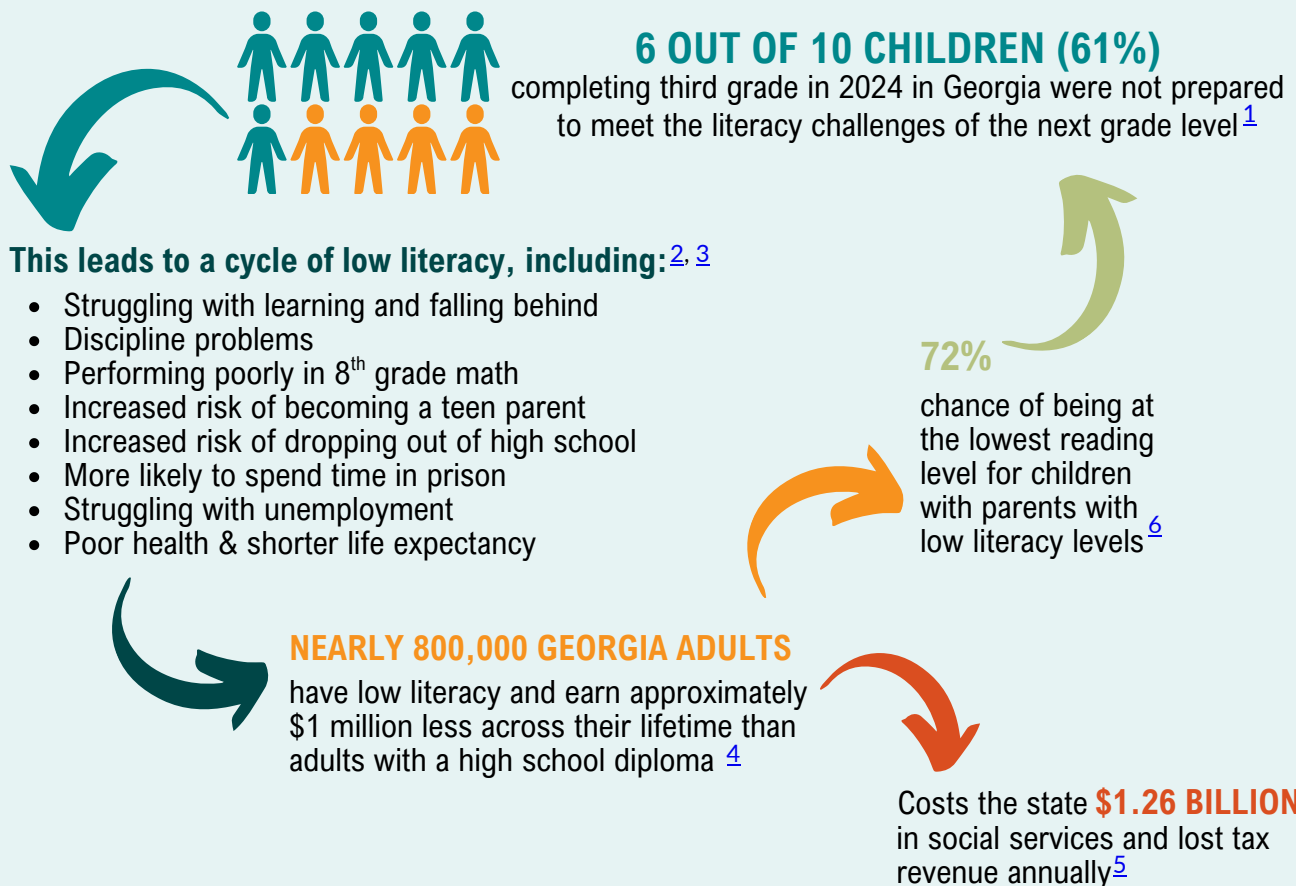 6 OUT OF 10 CHILDREN (61%)
completing third grade in 2024 in Georgia were not prepared
to meet the literacy challenges of the next grade level 1
This leads to a cycle of low literacy, including: 2, 3
• Struggling with learning and falling behind
• Discipline problems
• Performing poorly in 8th grade math
• Increased risk of becoming a teen parent
• Increased risk of dropping out of high school
• More likely to spend time in prison
• Struggling with unemployment
• Poor health & shorter life expectancy
NEARLY 800,000 GEORGIA ADULTS
have low literacy and earn approximately
$1 million less across their lifetime than
adults with a high school diploma 4
72%
chance of being at
the lowest reading
level for children
with parents with
low literacy levels 6
Costs the state $1.26 BILLION
in social services and lost tax
revenue annually 5